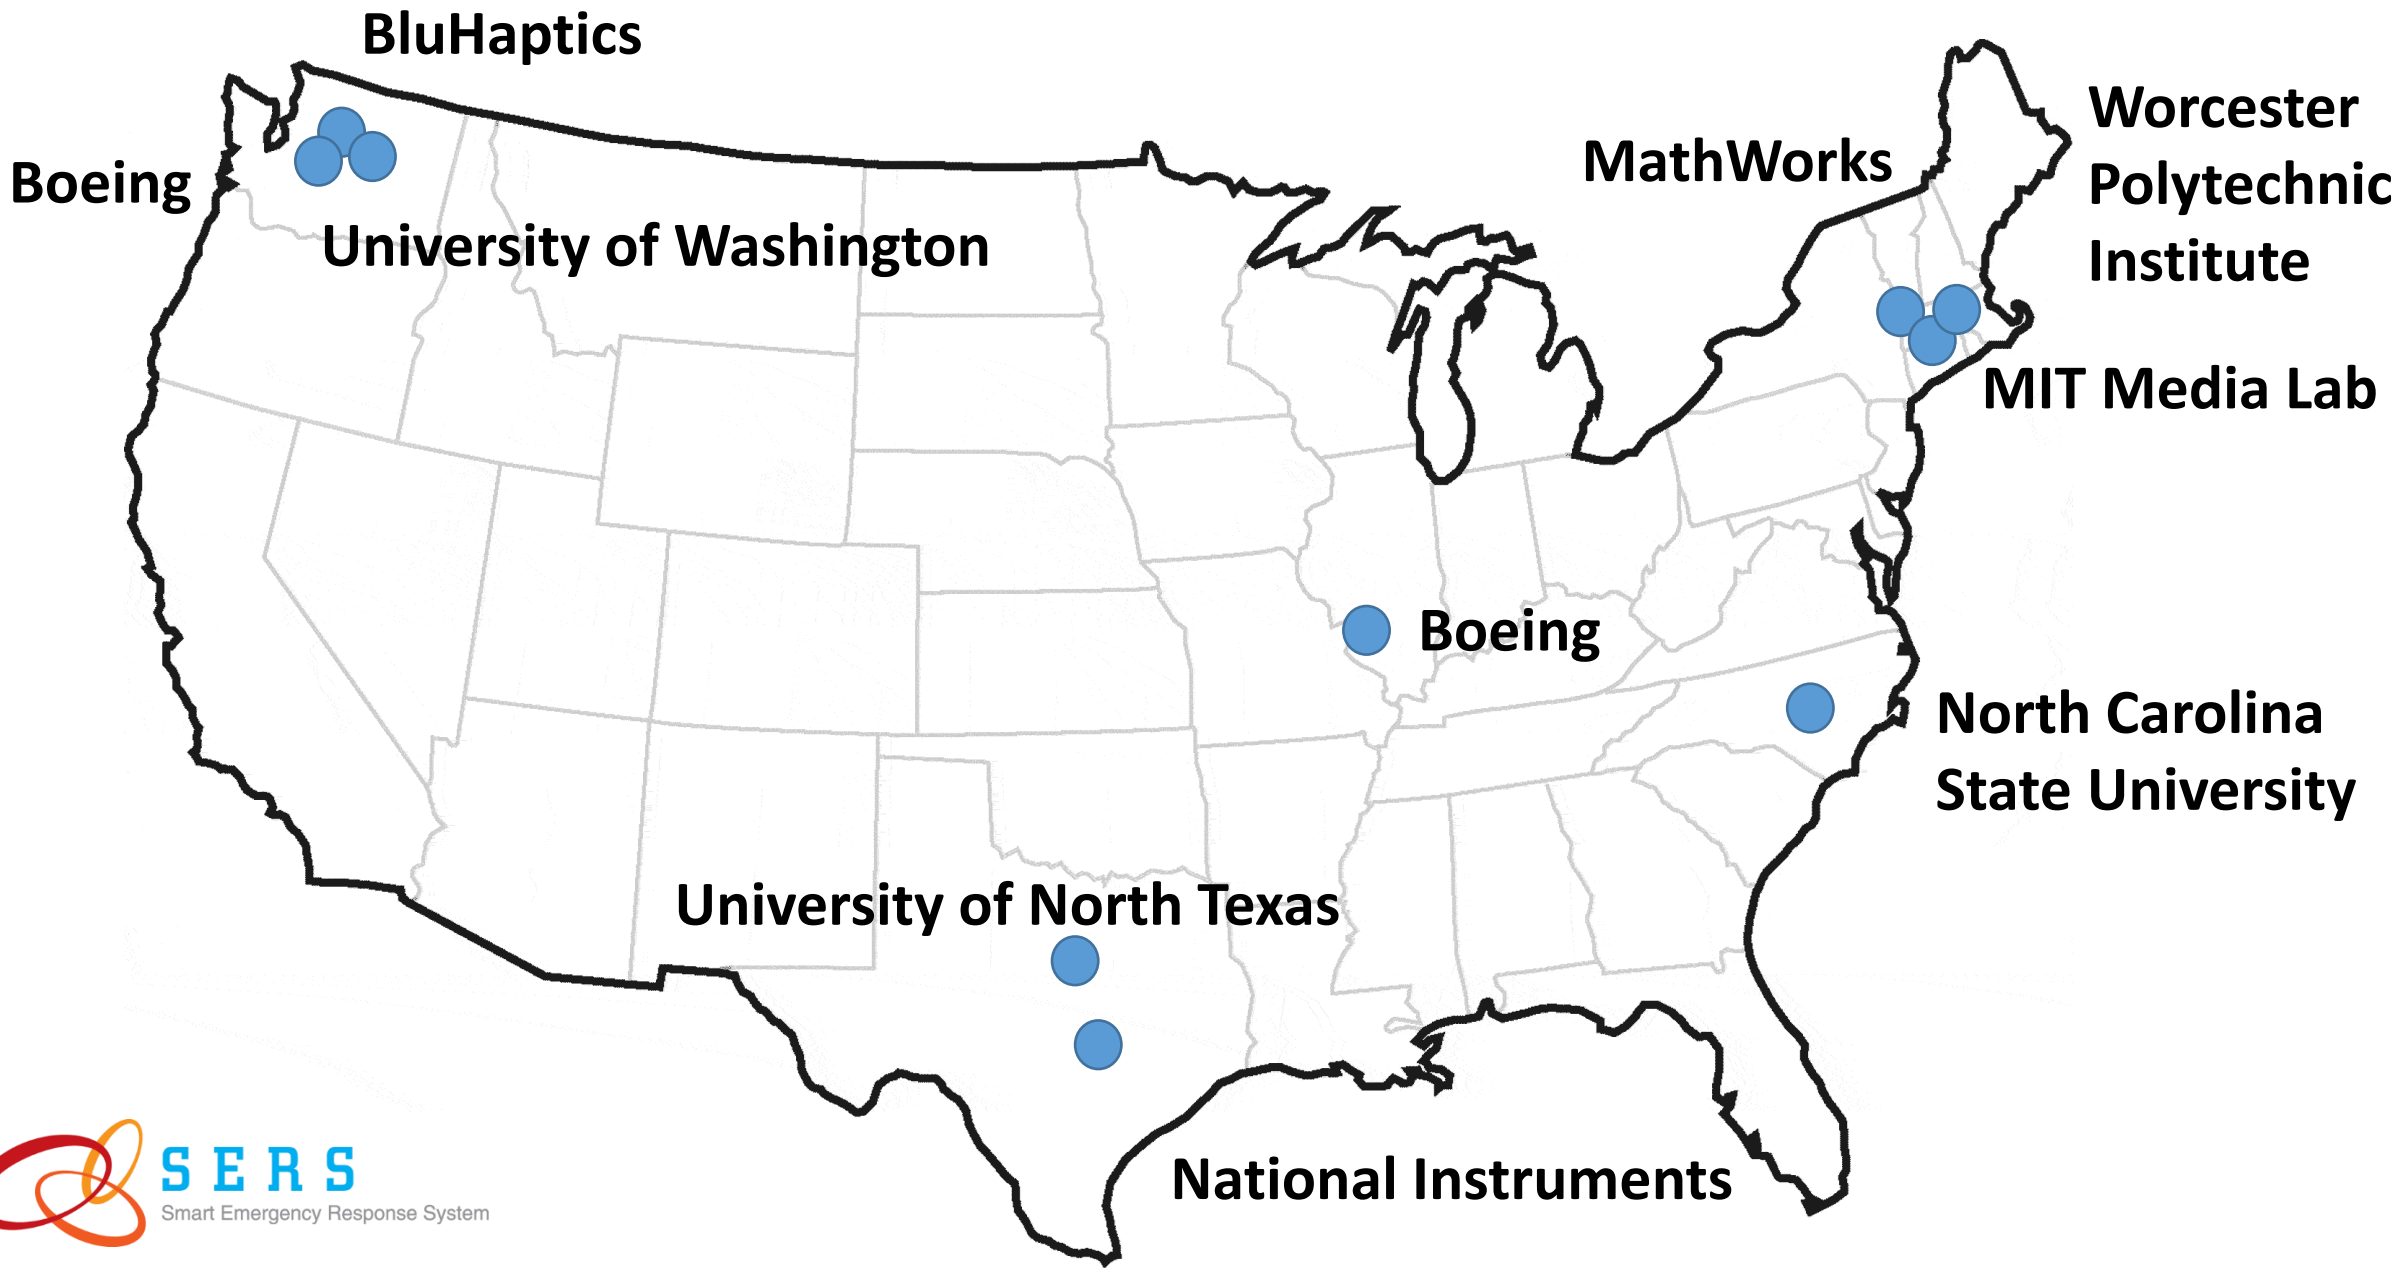 BluHaptics
Boeing
University of Washington
MathWorks
Worcester
Polytechnic
Institute
MIT Media Lab
Boeing
North Carolina
State University
University of North Texas
National Instruments
SERS
Smart Emergency Response System